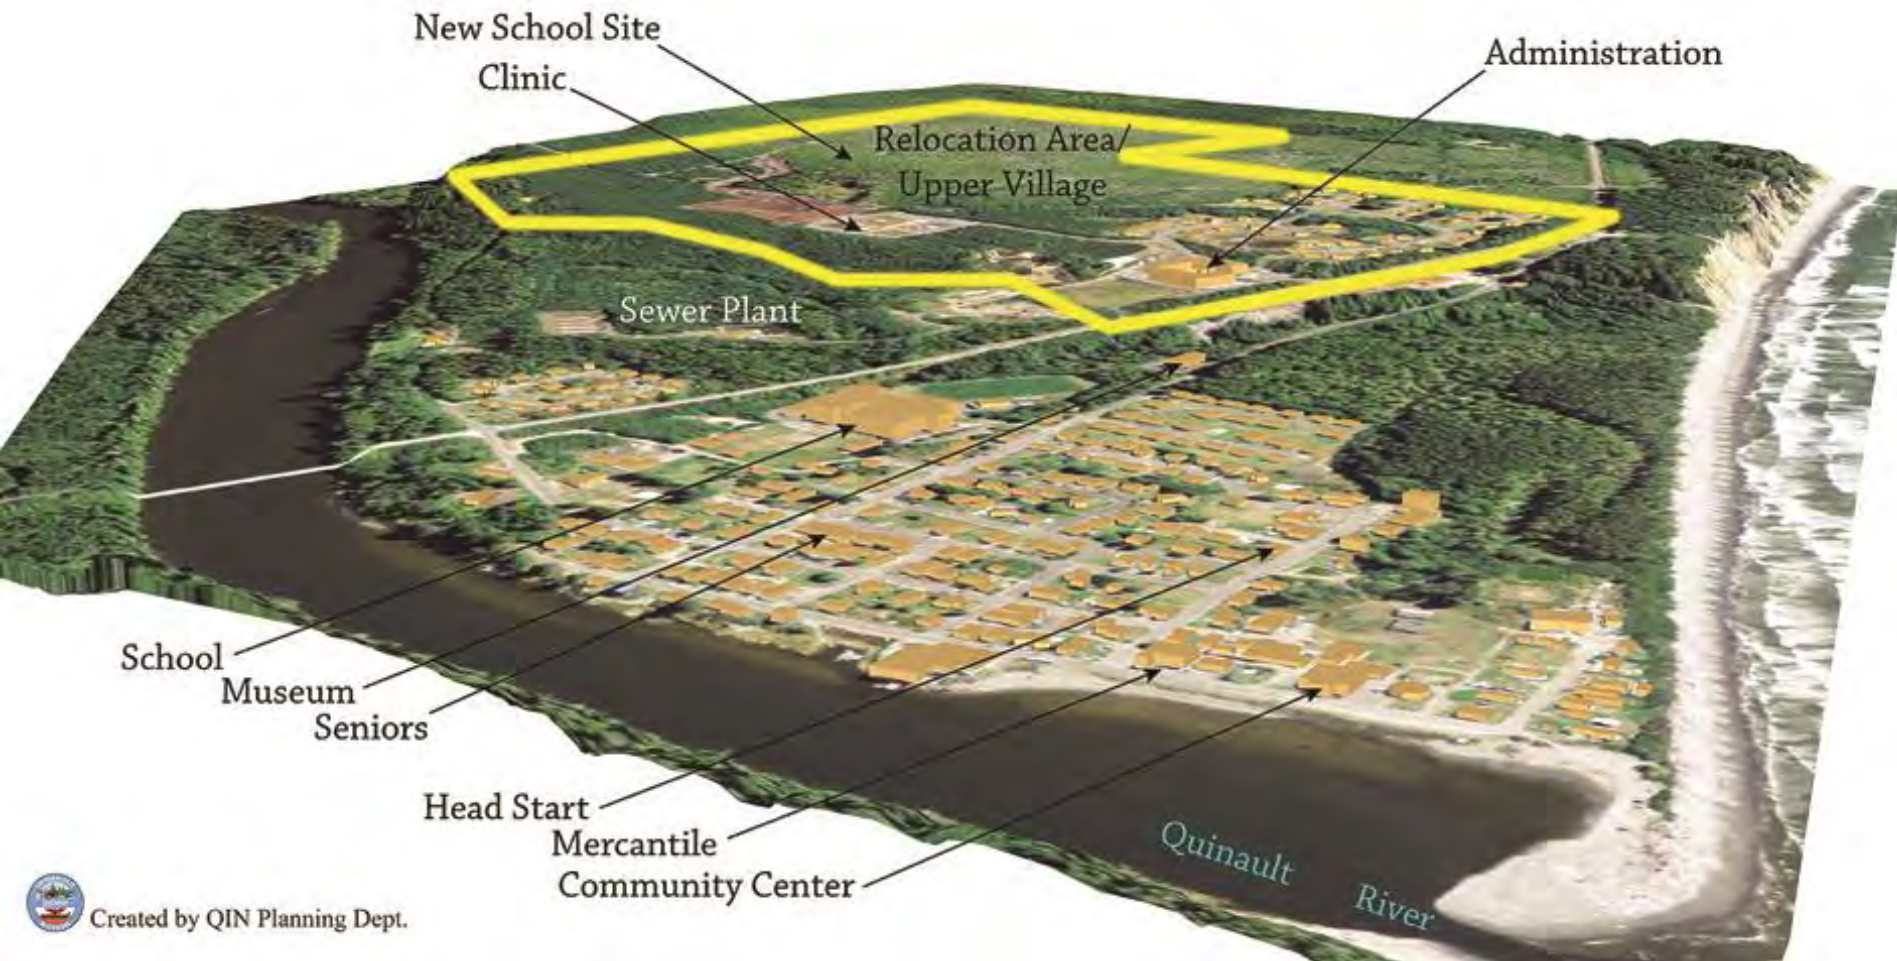 New School Site
Clinic
Administration
Relocation Area/
Upper Village
Sewer Plant
School
Museum
Seniors
Head Start
Mercantile
Community Center
Quinault River
Created by QIN Planning Dept.